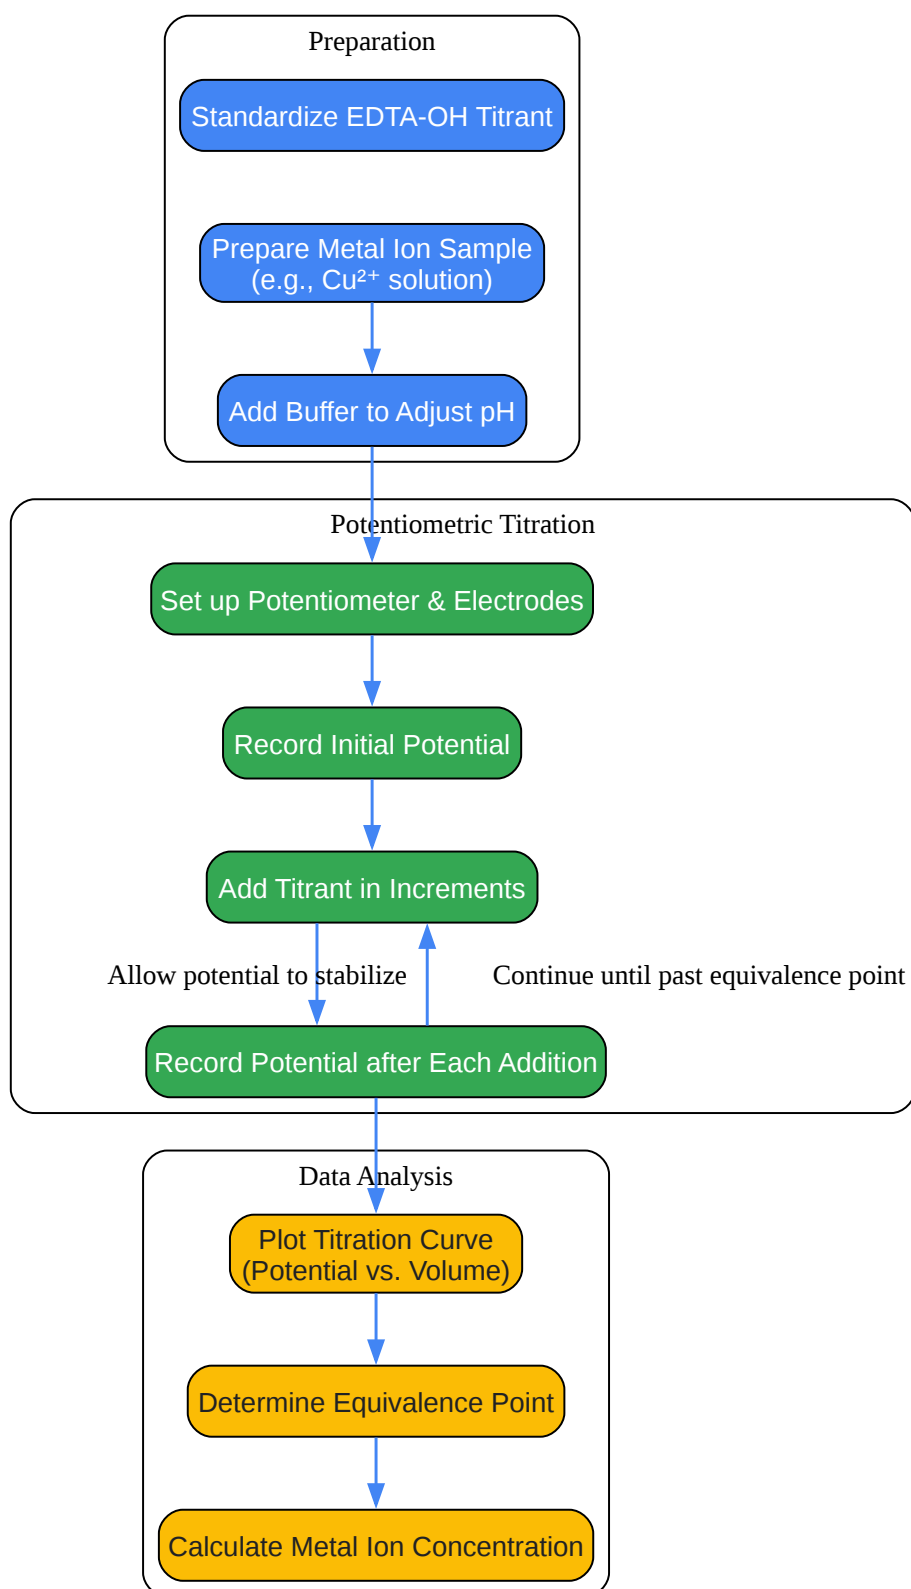 Preparation
Standardize EDTA-OH Titrant
Prepare Metal Ion Sample
(e.g., Cu²⁺ solution)
Add Buffer to Adjust pH
Potentiometric Titration
Set up Potentiometer & Electrodes
Record Initial Potential
Add Titrant in Increments
Allow potential to stabilize
Continue until past equivalence point
Record Potential after Each Addition
Data Analysis
Plot Titration Curve
(Potential vs. Volume)
Determine Equivalence Point
Calculate Metal Ion Concentration